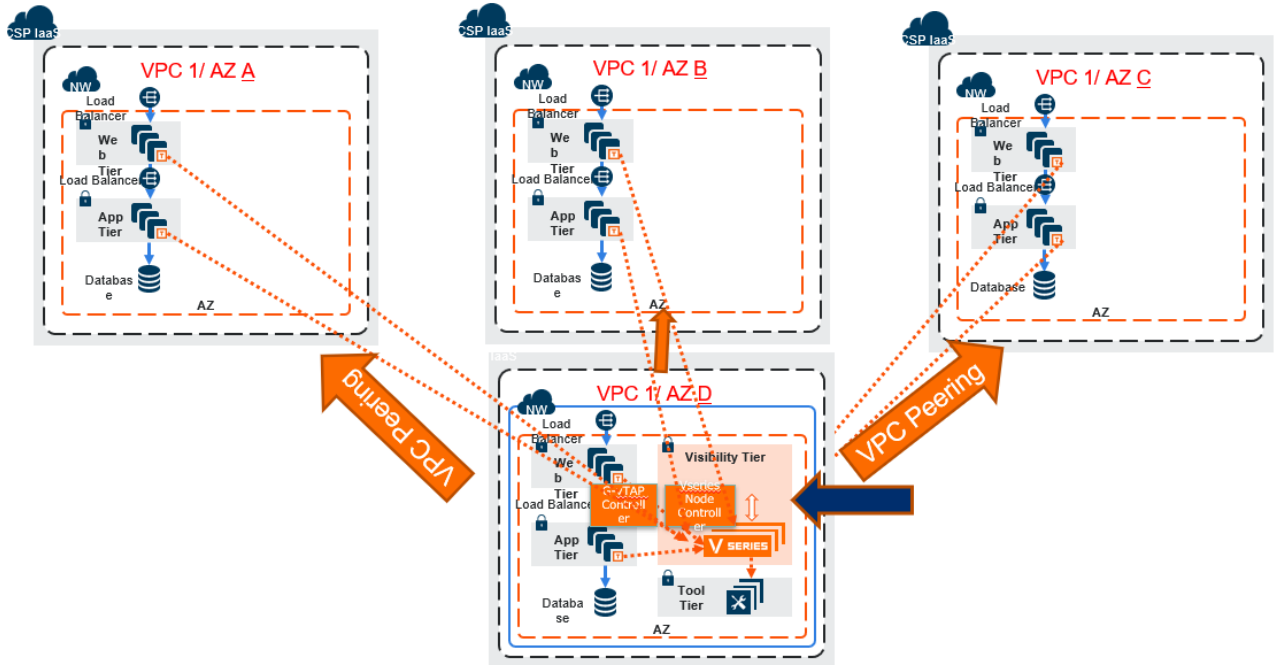 CSP IaaS
VPC 1/ AZ A
NW
Load
Balancer
We
b
Tier
T
Load Balancer
App
Tier
T
Databas
e
AZ
CSP IaaS
VPC 1/ AZ B
NW
Load
Balancer
We
b
Tier
T
Load Balancer
App
Tier
T
Databas
e
AZ
CSP IaaS
VPC 1/ AZ C
NW
Load
Balancer
We
b
Tier
T
Load Balancer
App
Tier
T
Database
AZ
VPC Peering
VPC Peering
IaaS
VPC 1/ AZ D
NW
Load
Balancer
We
b
Tier
Load Balance
App
Tier
T
Databa
se
Visibility Tier
G-vTAP
Controll
er
Vseries
Node
Controll
er
V SERIES
Tool
Tier
AZ